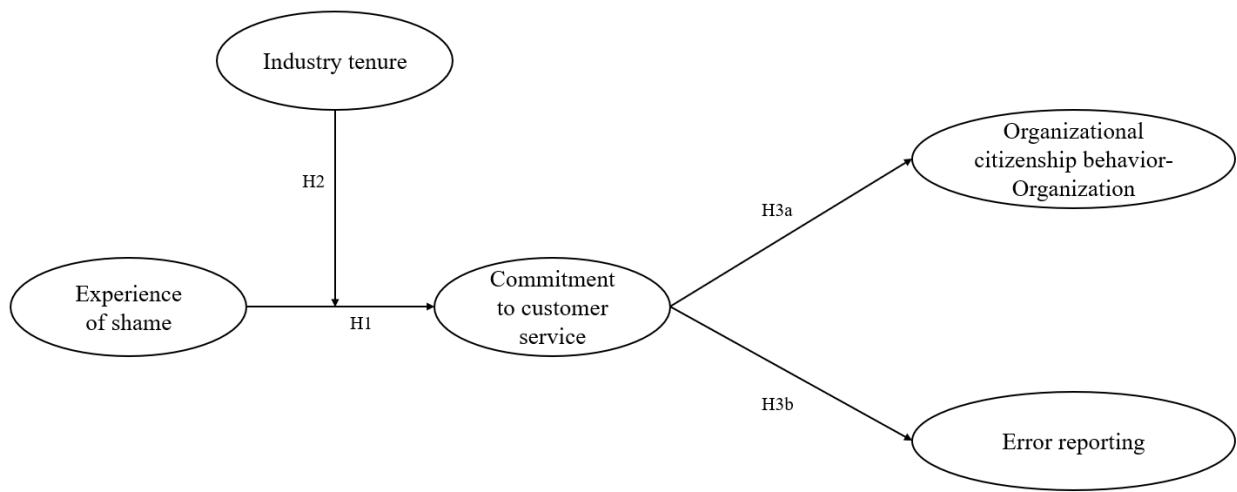 Industry tenure
H2
Experience
of shame
H1
Commitment
to customer
service
H3a
Organizational
citizenship behavior-
Organization
H3b
Error reporting